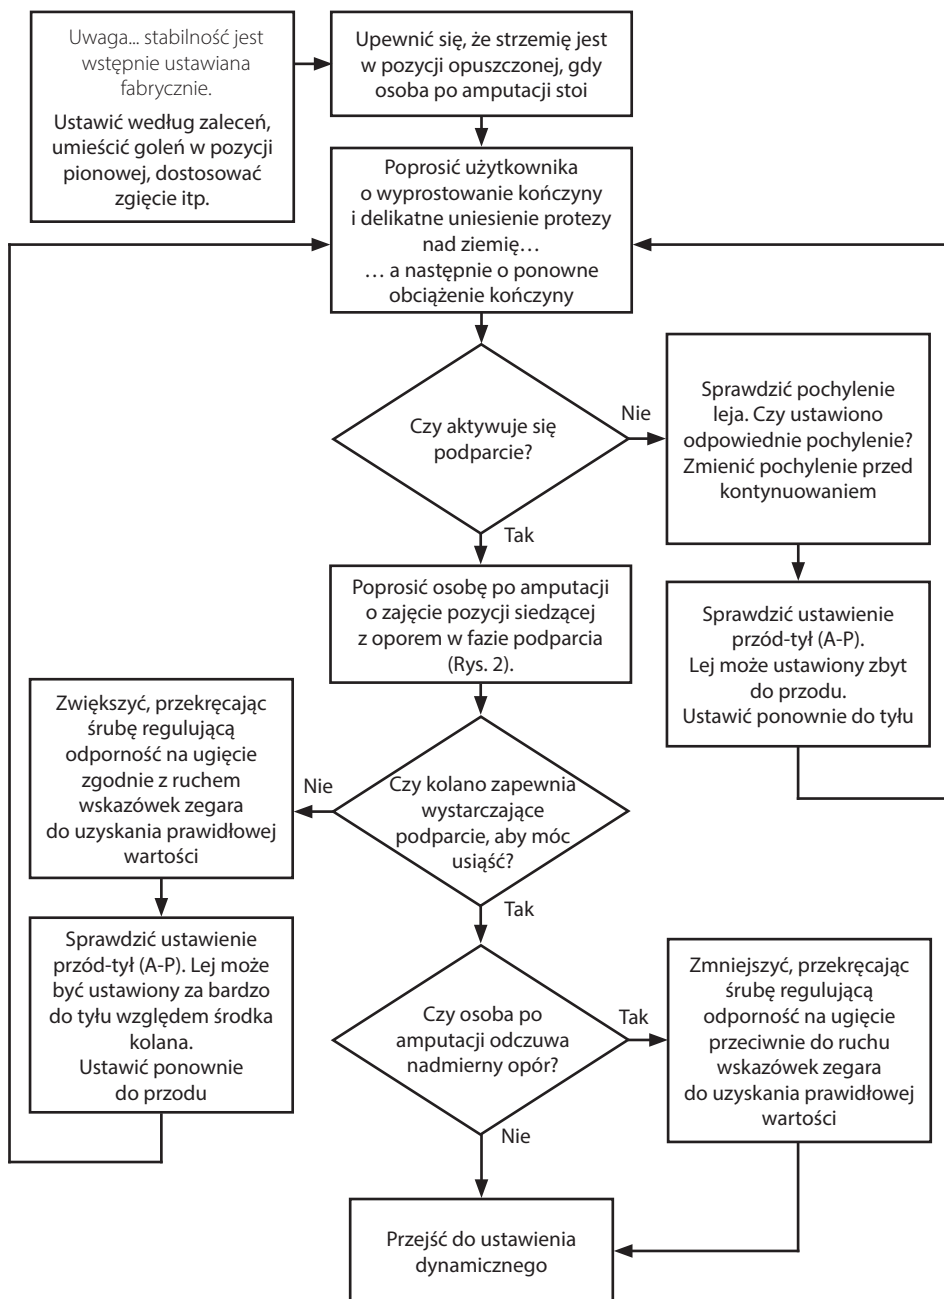 Uwaga... stabilność jest
wstępnie ustawiana
fabrycznie.
Ustawić według zaleceń,
umieścić goleń w pozycji
pionowej, dostosować
zgięcie itp.
Upewnić się, że strzemię jest
w pozycji opuszczonej, gdy
osoba po amputacji stoi
Poprosić użytkownika
o wyprostowanie kończyny
i delikatne uniesienie protezy
nad ziemię…
… a następnie o ponowne
obciążenie kończyny
Czy aktywuje się
podparcie?
Nie
Sprawdzić pochylenie
leja. Czy ustawiono
odpowiednie pochylenie?
Zmienić pochylenie przed
kontynuowaniem
Tak
Sprawdzić ustawienie
przód-tył (A-P).
Lej może ustawiony zbyt
do przodu.
Ustawić ponownie do tyłu
Poprosić osobę po amputacji
o zajęcie pozycji siedzącej
z oporem w fazie podparcia
(Rys. 2).
Czy kolano zapewnia
wystarczające
podparcie, aby móc
usiąść?
Nie
Zwiększyć, przekręcając
śrubę regulującą
odporność na ugięcie
zgodnie z ruchem
wskazówek zegara
do uzyskania prawidłowej
wartości
Sprawdzić ustawienie
przód-tył (A-P). Lej może
być ustawiony za bardzo
do tyłu względem środka
kolana.
Ustawić ponownie
do przodu
Tak
Czy osoba po
amputacji odczuwa
nadmierny opór?
Tak
Zmniejszyć, przekręcając
śrubę regulującą
odporność na ugięcie
przeciwnie do ruchu
wskazówek zegara
do uzyskania prawidłowej
wartości
Nie
Przejść do ustawienia
dynamicznego